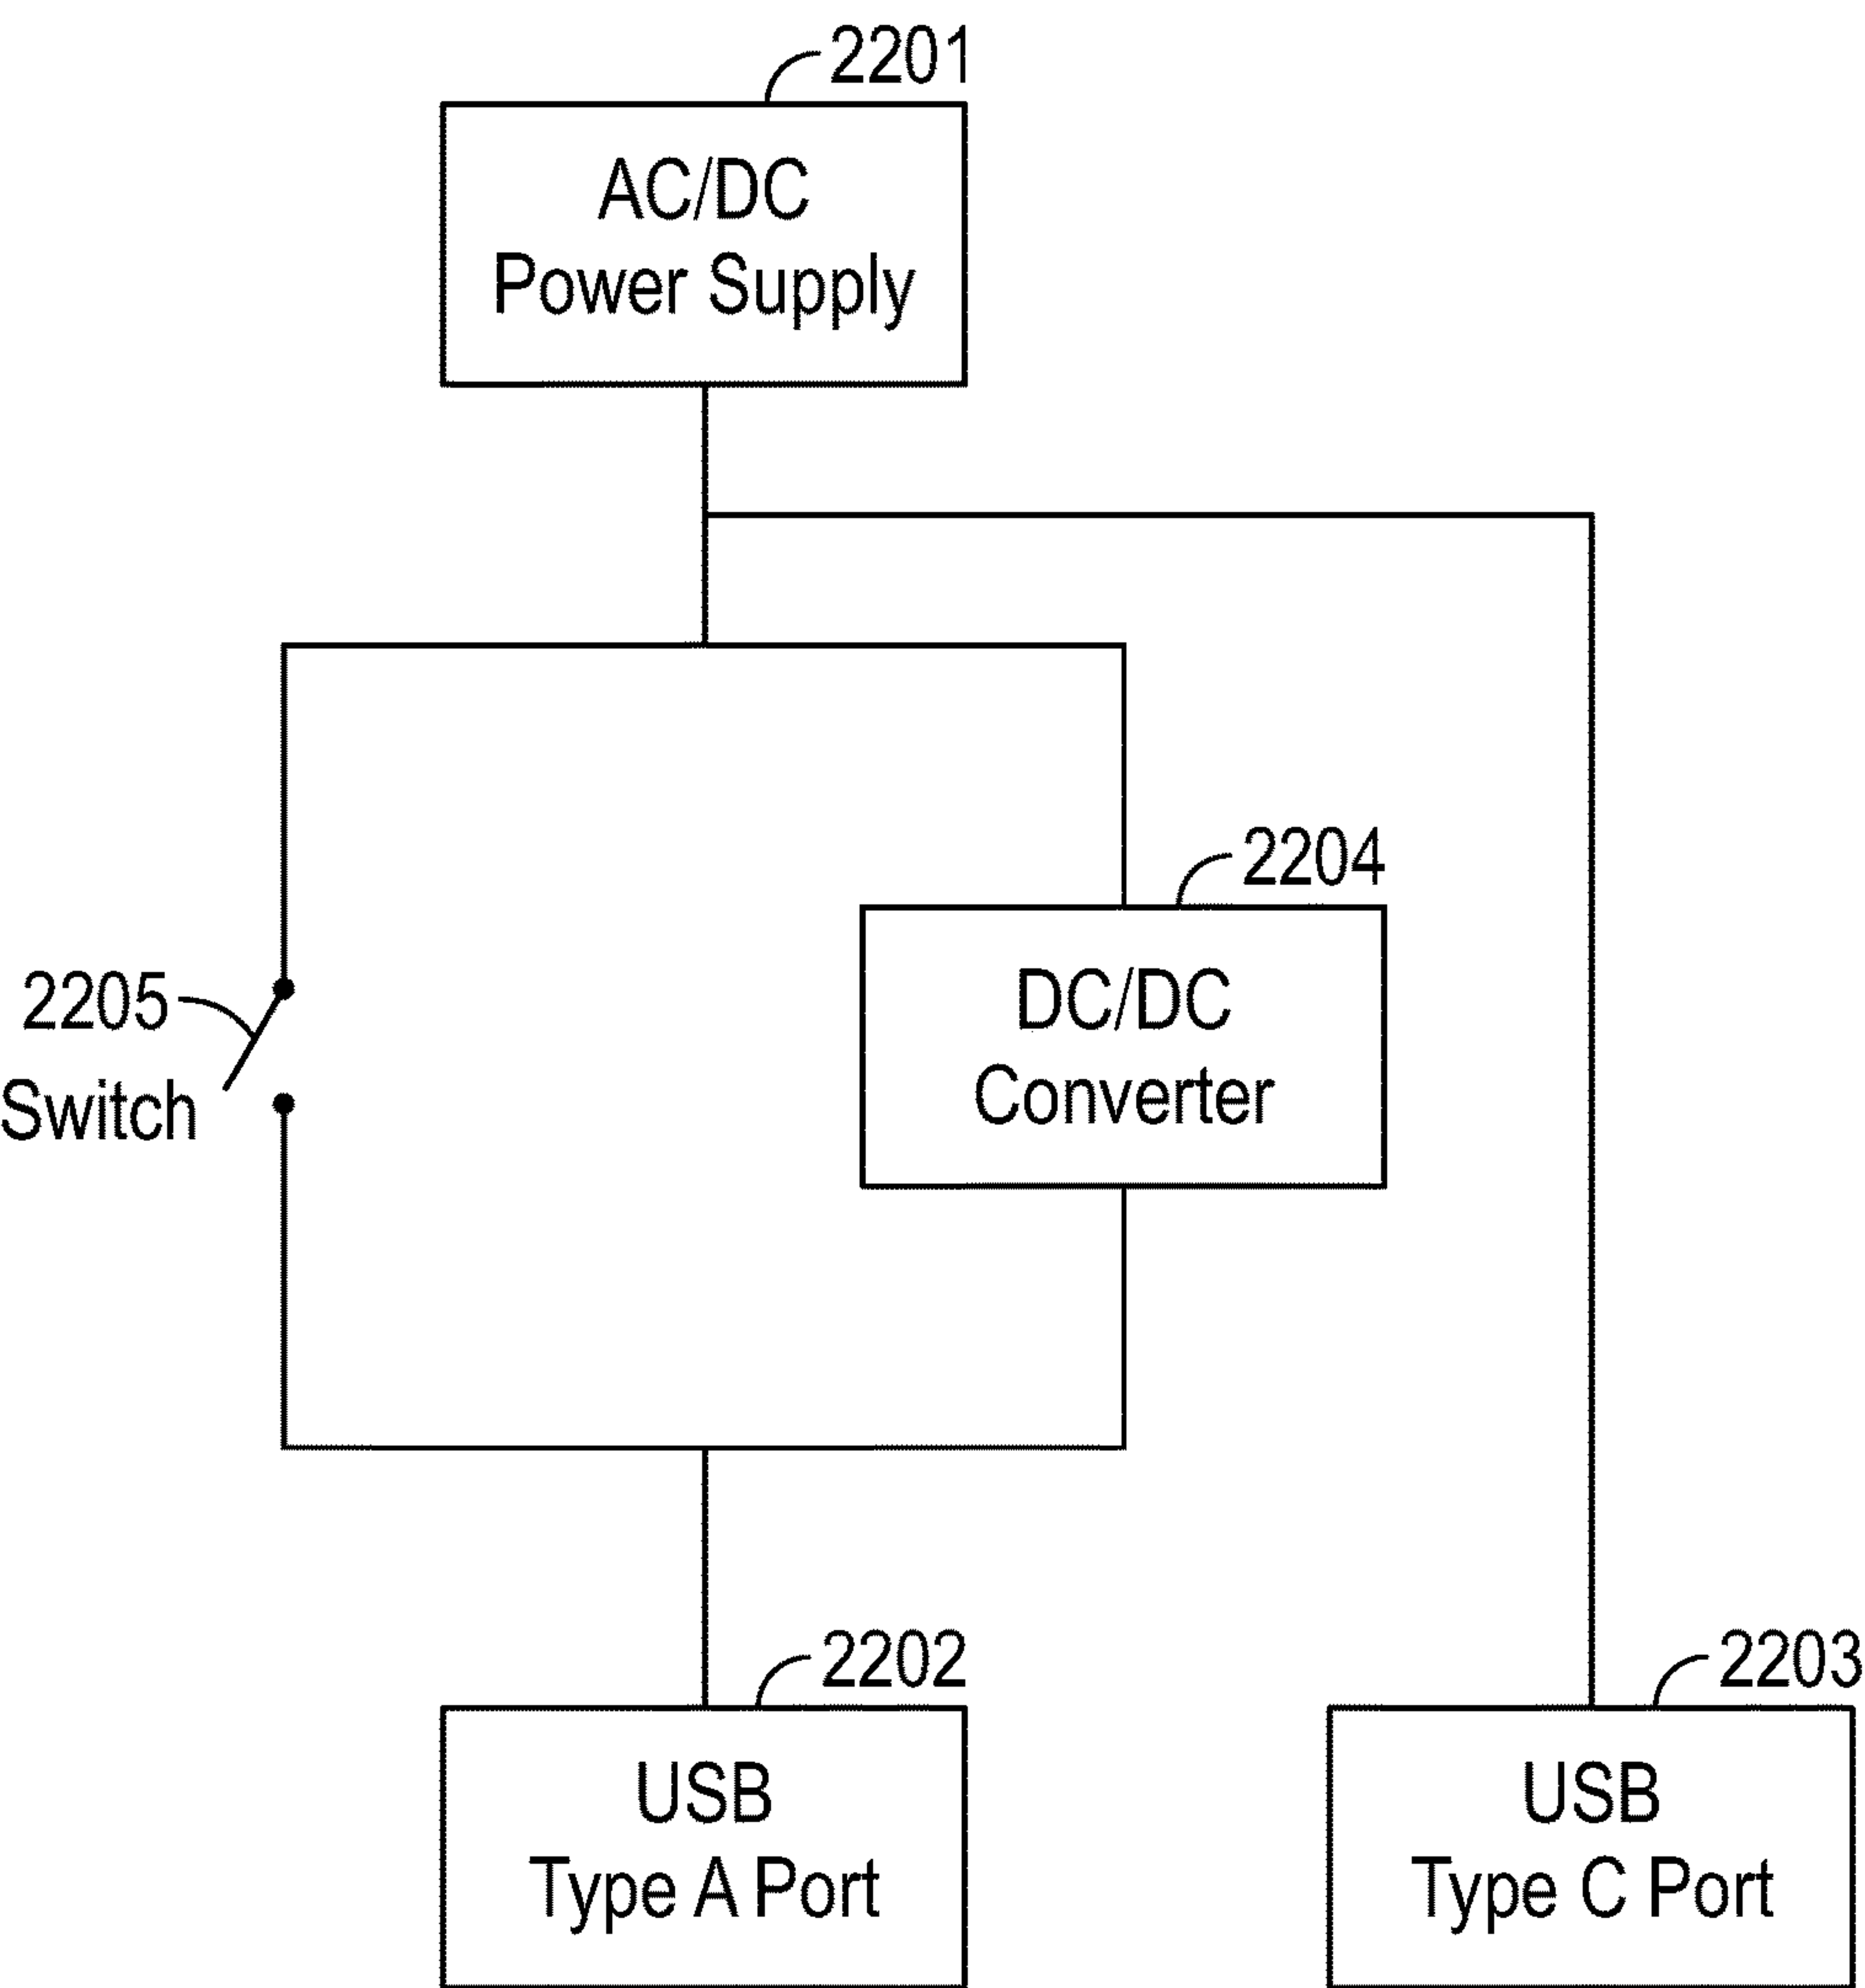 2201
AC/DC
Power Supply
2204
DC/DC
Converter
2205
Switch
2202
USB
Type A Port
2203
USB
Type C Port